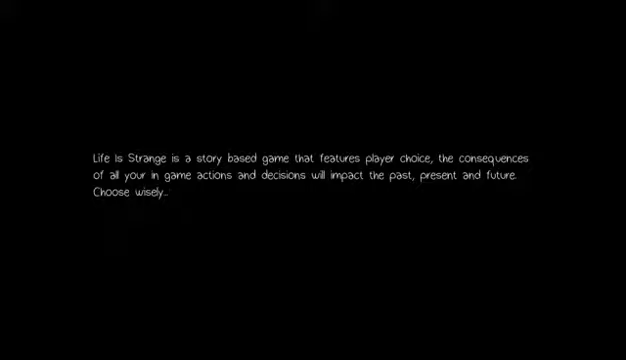 Life Is Strange is a story based game that features player choice, the consequences
of all your in game actions and decisions will impact the past, present and future.
Choose wisely...